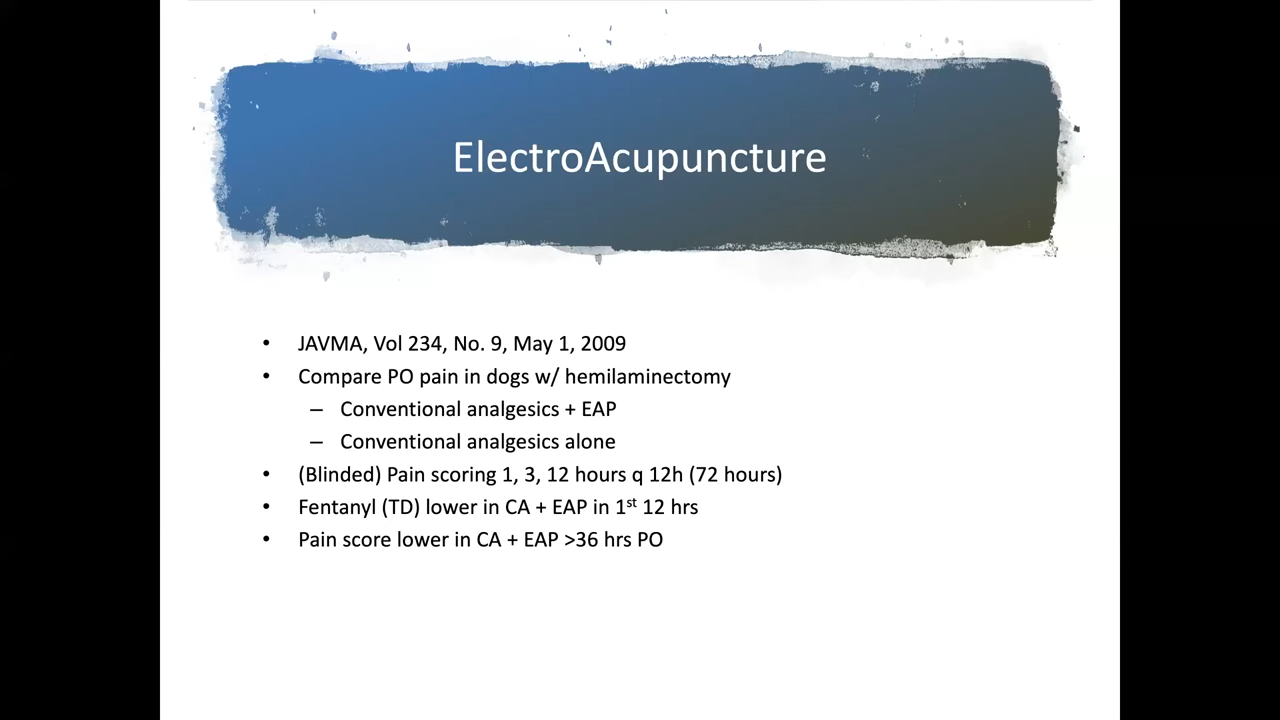 ElectroAcupuncture
• JAVMA, Vol 234, No. 9, May 1, 2009
• Compare PO pain in dogs w/ hemilaminectomy
– Conventional analgesics + EAP
– Conventional analgesics alone
• (Blinded) Pain scoring 1, 3, 12 hours q 12h (72 hours)
• Fentanyl (TD) lower in CA + EAP in 1st 12 hrs
• Pain score lower in CA + EAP >36 hrs PO